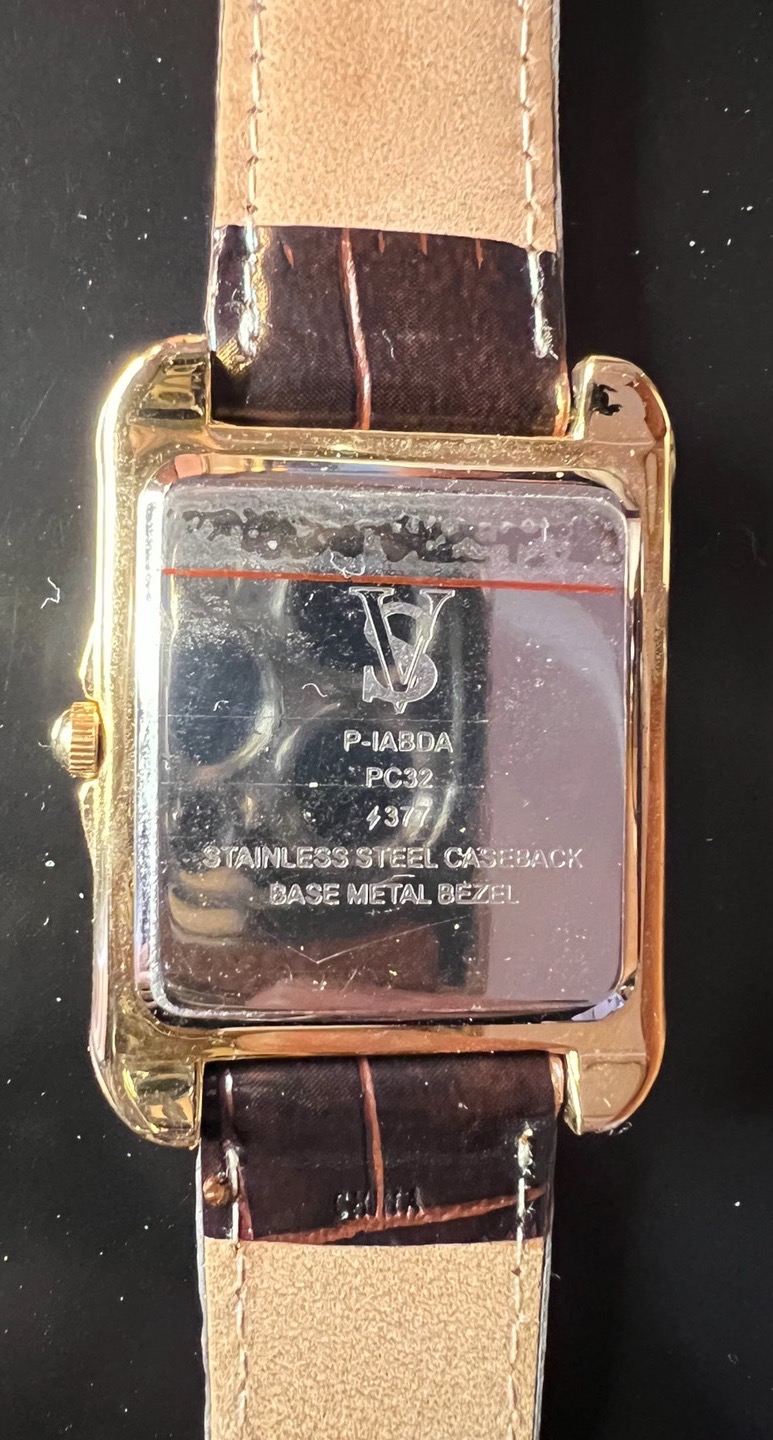 VS
P-IABDA
PC32
377
STAINLESS STEEL CASEBACK
BASE METAL BEZEL